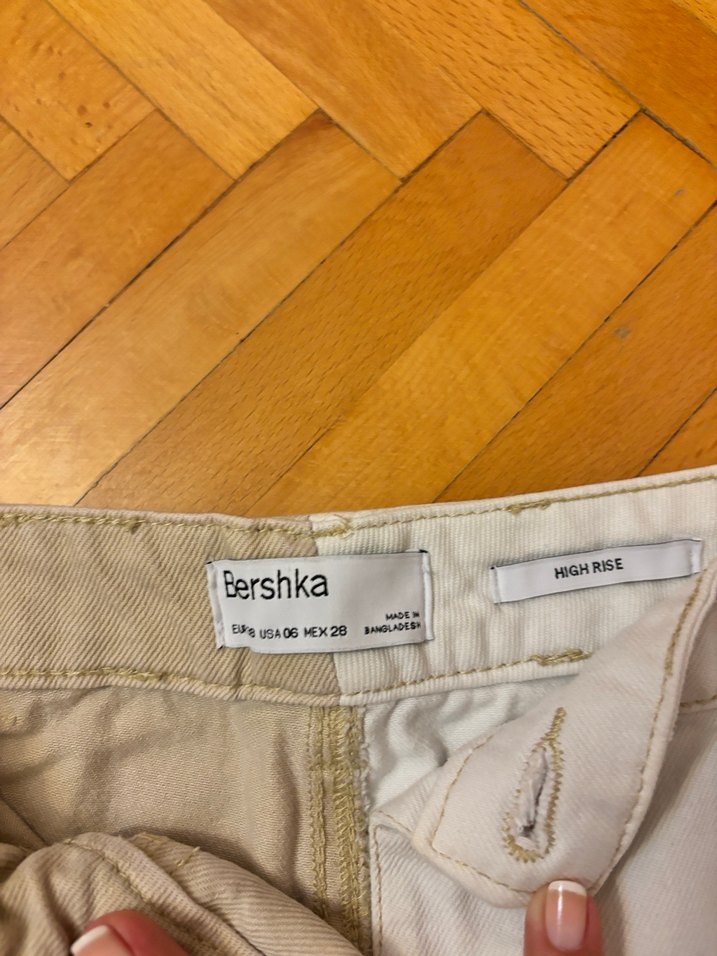 Bershka
USA 06 MEX 28
MADE IN
BANGLADESH
HIGH RISE